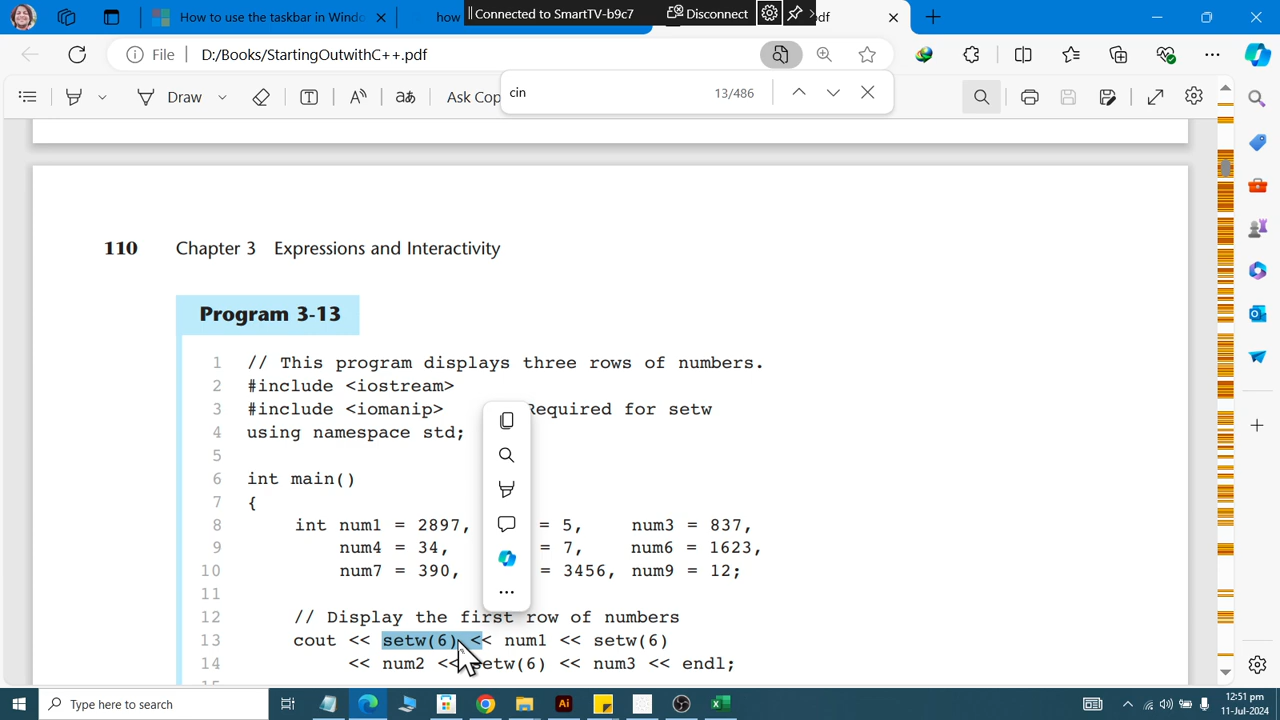 How to use the taskbar in Windo
how
Connected to SmartTV-b9c7
Disconnect
df
File
D:/Books/StartingOutwithC++.pdf
Draw
aあ
Ask Cop
cin
13/486
110 Chapter 3 Expressions and Interactivity
Program 3-13
1 // This program displays three rows of numbers.
2 #include <iostream>
3 #include <iomanip> Required for setw
4 using namespace std;
5
6 int main()
7 {
8 int num1 = 2897, = 5, num3 = 837,
9 num4 = 34, = 7, num6 = 1623,
10 num7 = 390, = 3456, num9 = 12;
11
12 // Display the first row of numbers
13 cout << setw(6) << num1 << setw(6)
14 << num2 << setw(6) << num3 << endl;
Type here to search
12:51 pm
11-Jul-2024